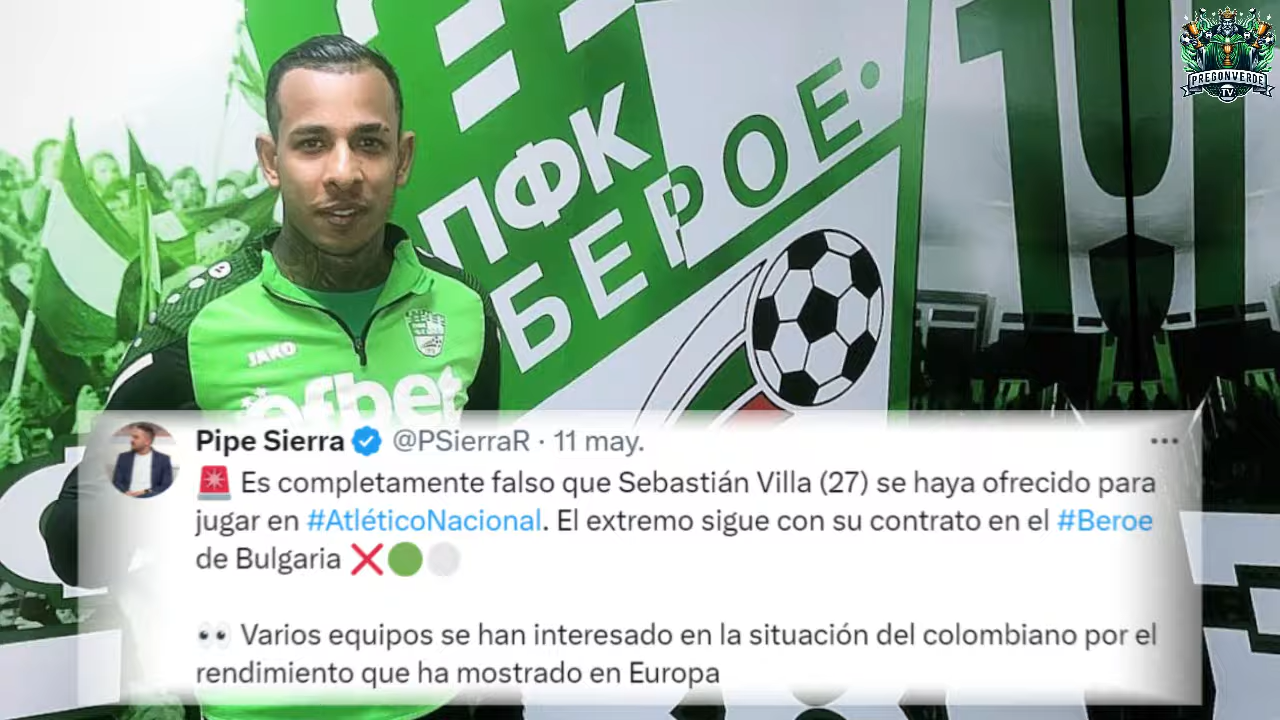 PREGONVERDE
TV
ПФК
БЕРОЕ
JAKO
efbet
Pipe Sierra @PSierraR · 11 may.
🚨 Es completamente falso que Sebastián Villa (27) se haya ofrecido para
jugar en #AtléticoNacional. El extremo sigue con su contrato en el #Beroe
de Bulgaria ❌🟢⚪
👀 Varios equipos se han interesado en la situación del colombiano por el
rendimiento que ha mostrado en Europa